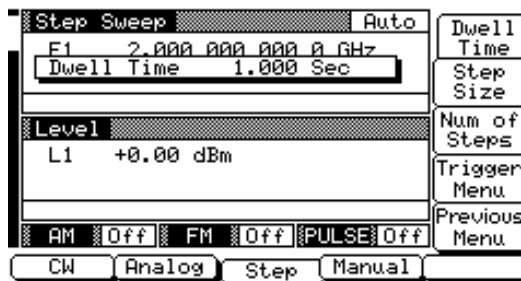 Step Sweep Auto
F1 2.000 000 000 0 GHz
Dwell Time 1.000 Sec
Level
L1 +0.00 dBm
AM Off FM Off PULSE Off
CW Analog Step Manual
Dwell
Time
Step
Size
Num of
Steps
Trigger
Menu
Previous
Menu